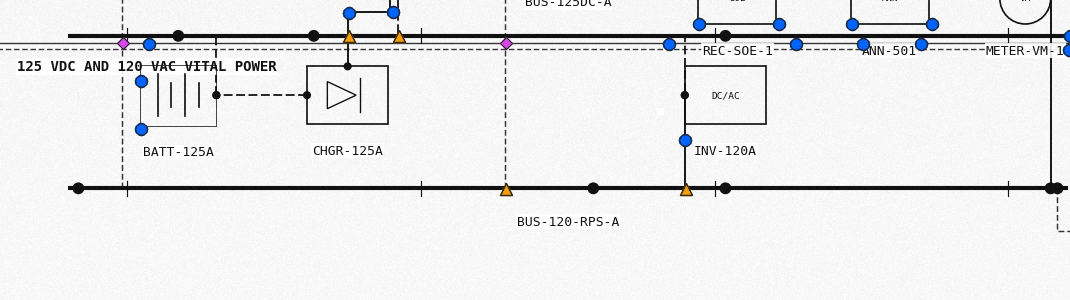 BUS-125DC-A
REC-SOE-1
ANN-501
METER-VM-1
125 VDC AND 120 VAC VITAL POWER
DC/AC
BATT-125A
CHGR-125A
INV-120A
BUS-120-RPS-A